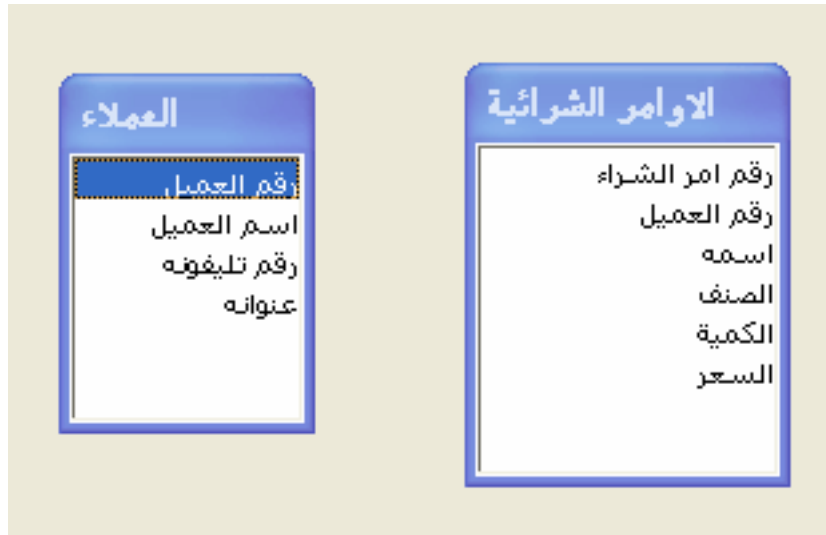 الاوامر الشرائية
رقم امر الشراء
رقم العميل
اسمه
الصنف
الكمية
السعر
العملاء
رقم العميل
اسم العميل
رقم تليفونه
عنوانه